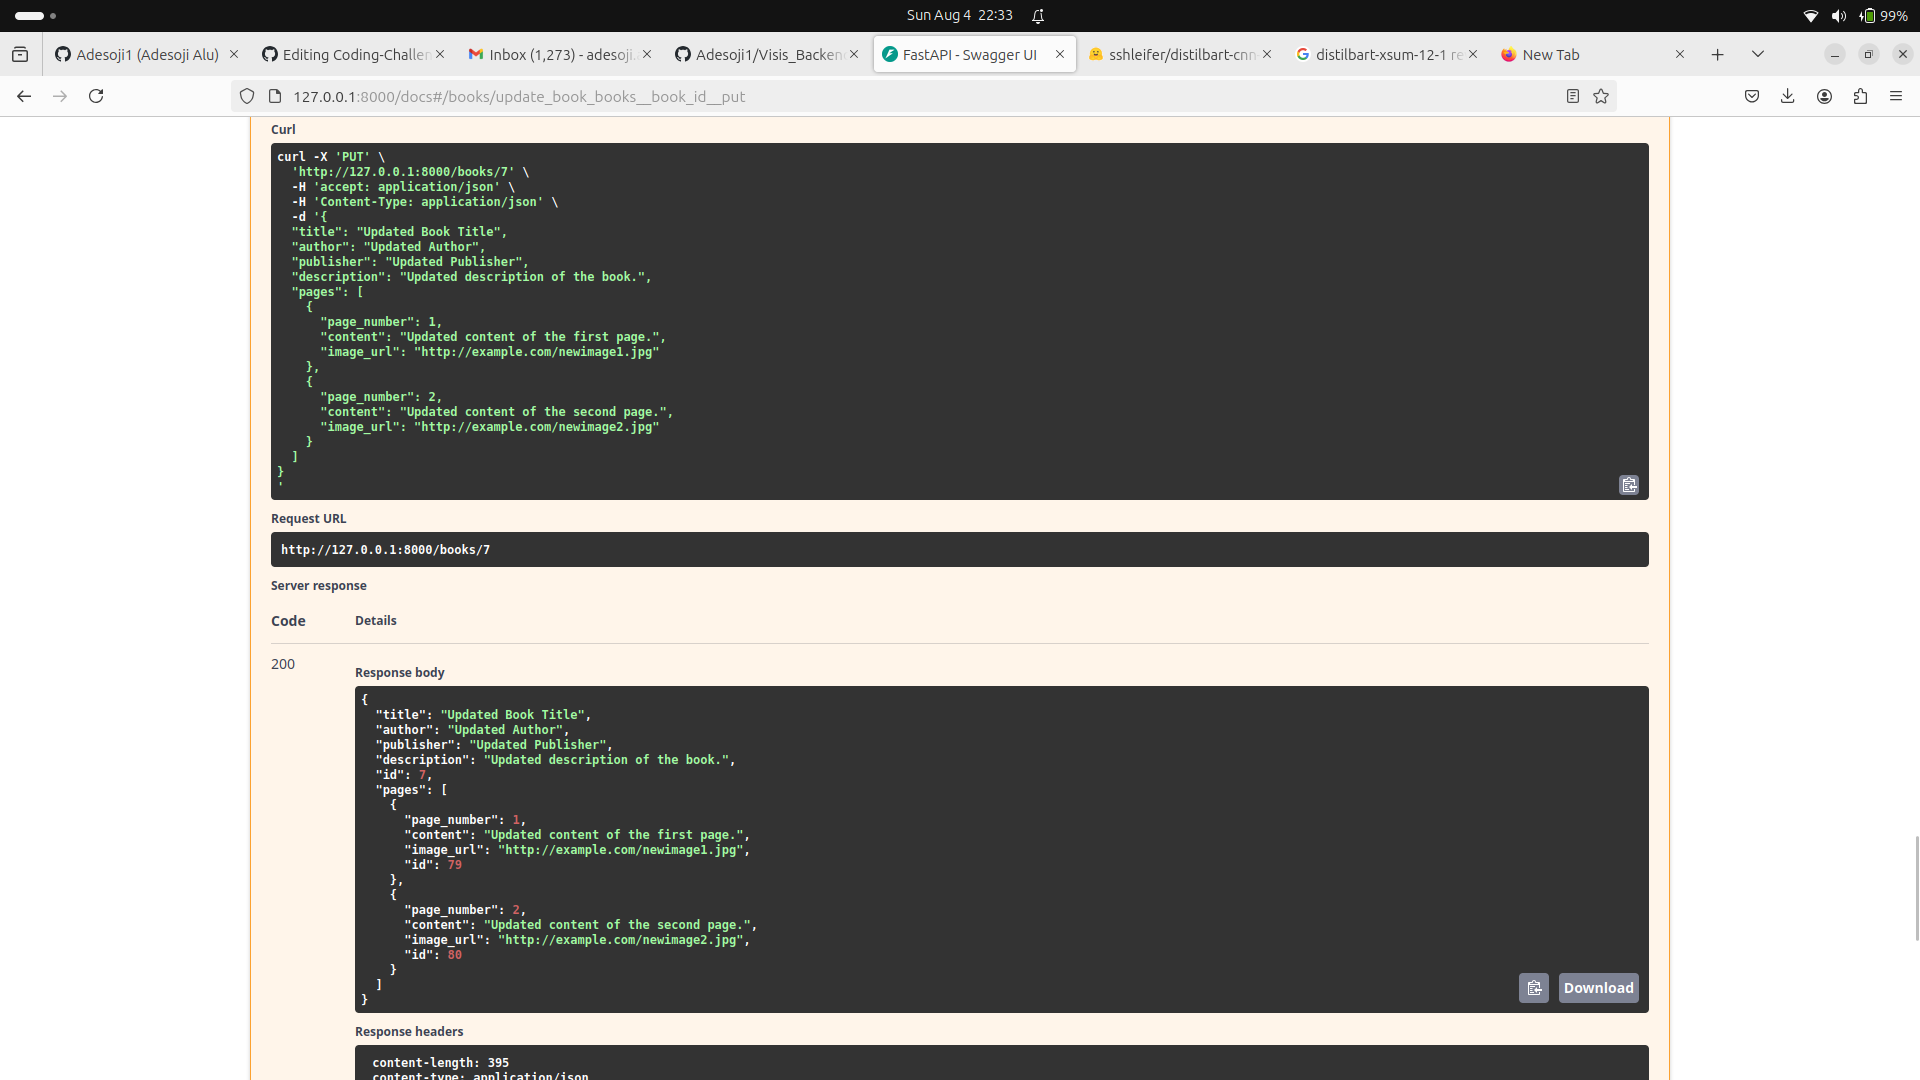 Sun Aug 4 22:33
99%
Adesoji1 (Adesoji Alu)
Editing Coding-Challen
Inbox (1,273) - adesoji.
Adesoji1/Visis_Backen
FastAPI - Swagger UI
sshleifer/distilbart-cnn
distilbart-xsum-12-1 re
New Tab
127.0.0.1:8000/docs#/books/update_book_books__book_id__put
Curl
curl -X 'PUT' \
  'http://127.0.0.1:8000/books/7' \
  -H 'accept: application/json' \
  -H 'Content-Type: application/json' \
  -d '{
  "title": "Updated Book Title",
  "author": "Updated Author",
  "publisher": "Updated Publisher",
  "description": "Updated description of the book.",
  "pages": [
    {
      "page_number": 1,
      "content": "Updated content of the first page.",
      "image_url": "http://example.com/newimage1.jpg"
    },
    {
      "page_number": 2,
      "content": "Updated content of the second page.",
      "image_url": "http://example.com/newimage2.jpg"
    }
  ]
}
'
Request URL
http://127.0.0.1:8000/books/7
Server response
Code Details
200
Response body
{
  "title": "Updated Book Title",
  "author": "Updated Author",
  "publisher": "Updated Publisher",
  "description": "Updated description of the book.",
  "id": 7,
  "pages": [
    {
      "page_number": 1,
      "content": "Updated content of the first page.",
      "image_url": "http://example.com/newimage1.jpg",
      "id": 79
    },
    {
      "page_number": 2,
      "content": "Updated content of the second page.",
      "image_url": "http://example.com/newimage2.jpg",
      "id": 80
    }
  ]
}
Download
Response headers
content-length: 395
content-type: application/json